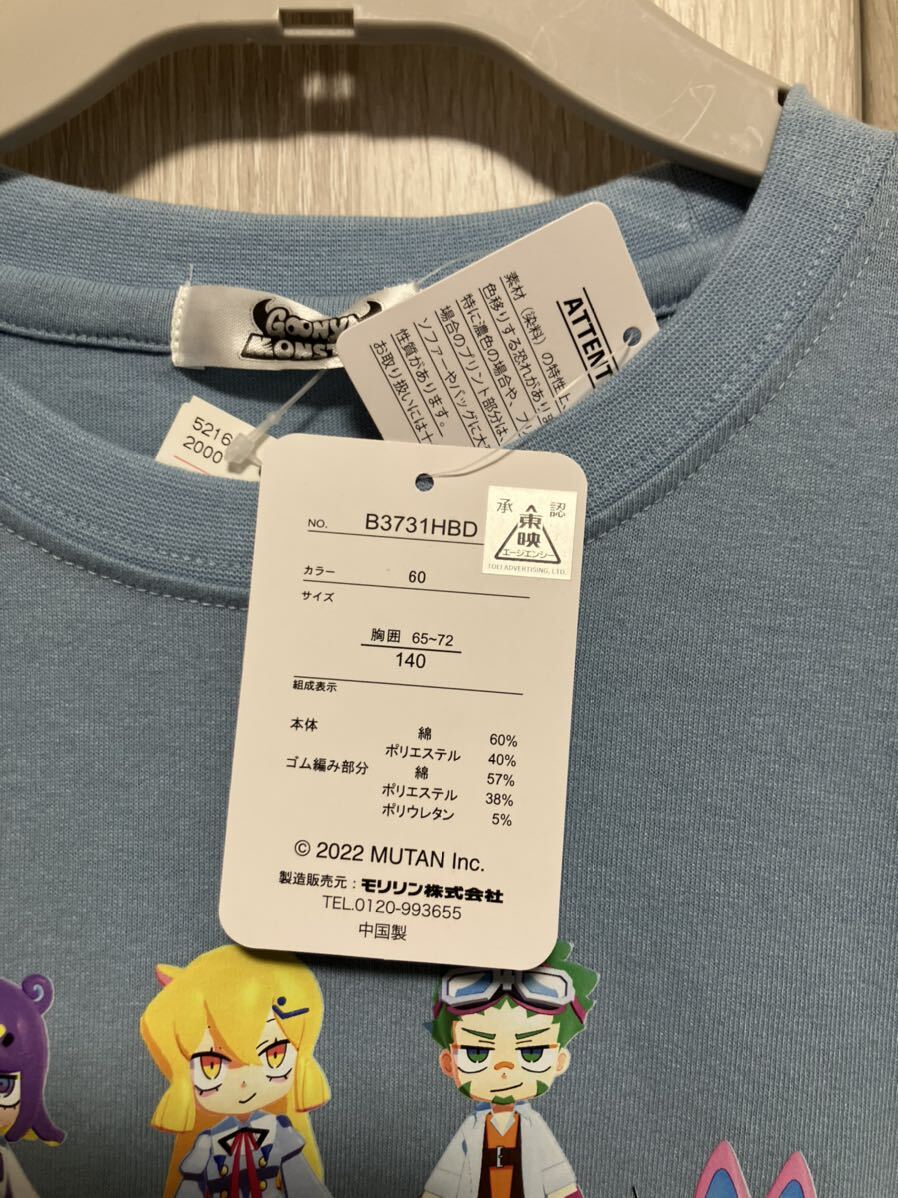 GOONYA
MONST
ATTENT
素材（染料）の特性上、
色移りする恐れがありま
特に濃色の場合や、プリ
場合のプリント部分は、
ソファーやバッグに大
性質があります。
お取り扱いには十
5216
2000
NO. B3731HBD
承 認
東
映
エージエンシー
TOEI ADVERTISING, LTD.
カラー 60
サイズ
胸囲 65~72
140
組成表示
本体 綿 60%
ポリエステル 40%
ゴム編み部分 綿 57%
ポリエステル 38%
ポリウレタン 5%
© 2022 MUTAN Inc.
製造販売元：モリリン株式会社
TEL.0120-993655
中国製